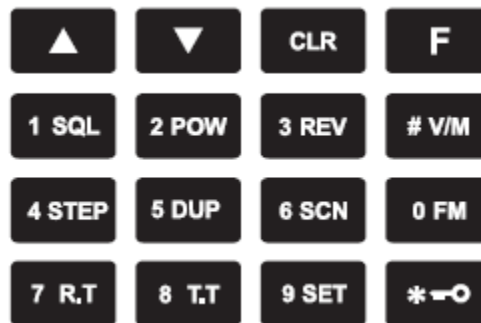 ▲ ▼ CLR F
1 SQL 2 POW 3 REV # V/M
4 STEP 5 DUP 6 SCN 0 FM
7 R.T 8 T.T 9 SET *